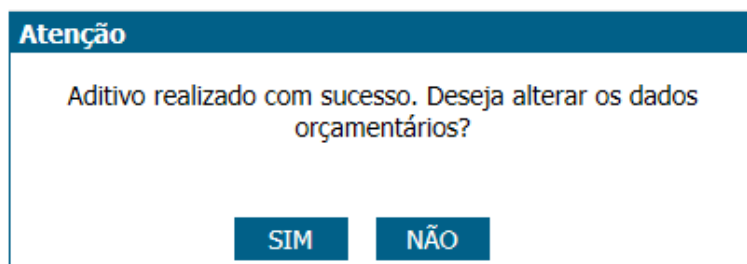 Atenção
Aditivo realizado com sucesso. Deseja alterar os dados
orçamentários?
SIM
NÃO